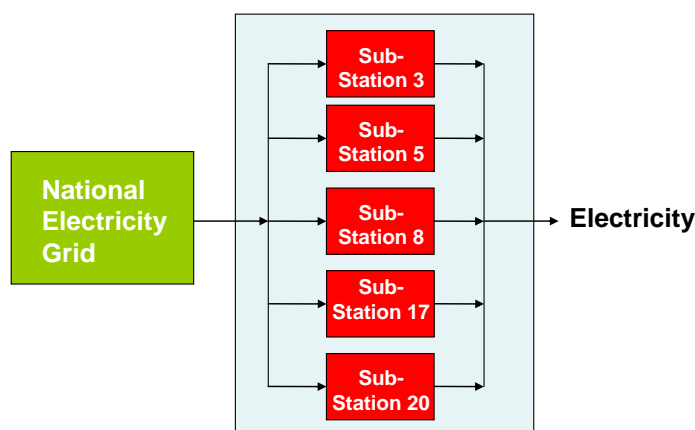 Sub-
Station 3
Sub-
Station 5
National
Electricity
Grid
Sub-
Station 8
Electricity
Sub-
Station 17
Sub-
Station 20